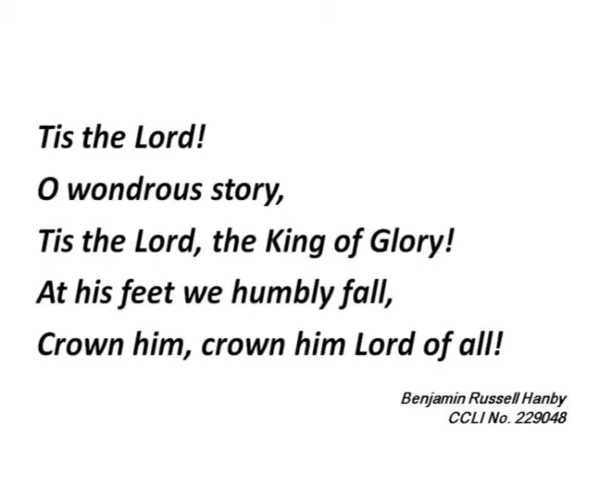 Tis the Lord!
O wondrous story,
Tis the Lord, the King of Glory!
At his feet we humbly fall,
Crown him, crown him Lord of all!
Benjamin Russell Hanby
CCLI No. 229048